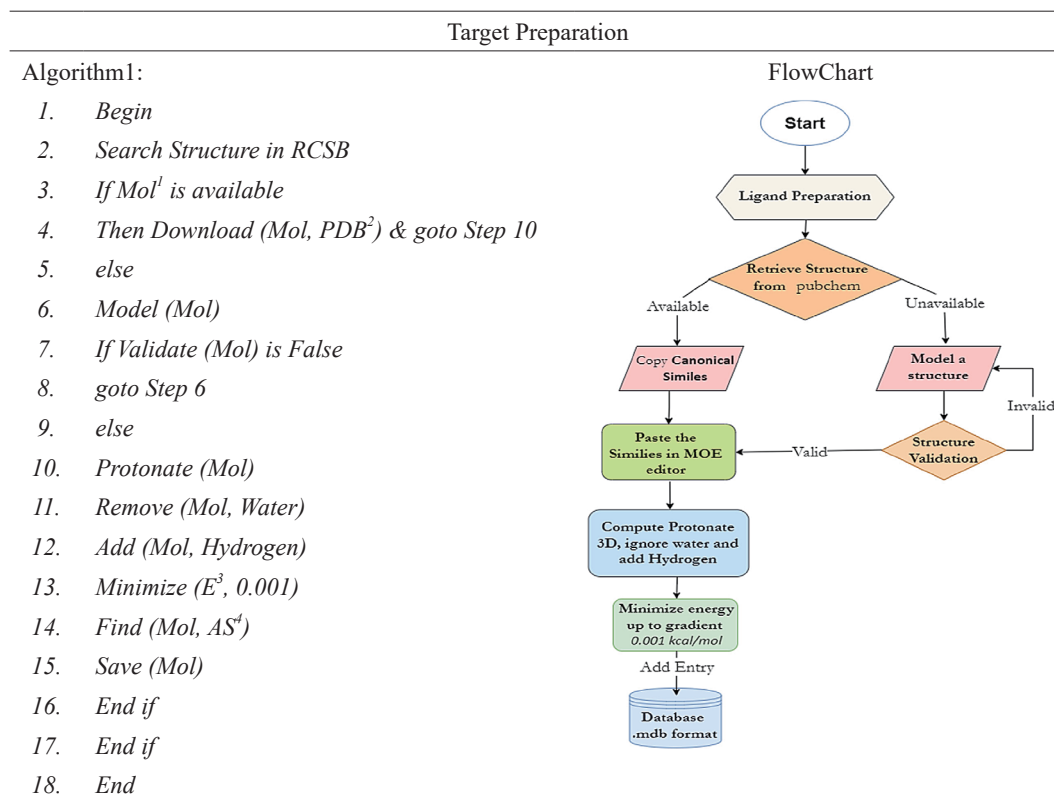 Target Preparation
Algorithm1:
1. Begin
2. Search Structure in RCSB
3. If Mol¹ is available
4. Then Download (Mol, PDB²) & goto Step 10
5. else
6. Model (Mol)
7. If Validate (Mol) is False
8. goto Step 6
9. else
10. Protonate (Mol)
11. Remove (Mol, Water)
12. Add (Mol, Hydrogen)
13. Minimize (E³, 0.001)
14. Find (Mol, AS⁴)
15. Save (Mol)
16. End if
17. End if
18. End
FlowChart
Start
Ligand Preparation
Retrieve Structure
from pubchem
Available
Unavailable
Copy Canonical
Similes
Model a
structure
Invalid
Paste the
Similies in MOE
editor
Valid
Structure
Validation
Compute Protonate
3D, ignore water and
add Hydrogen
Minimize energy
up to gradient
0.001 kcal/mol
Add Entry
Database
.mdb format